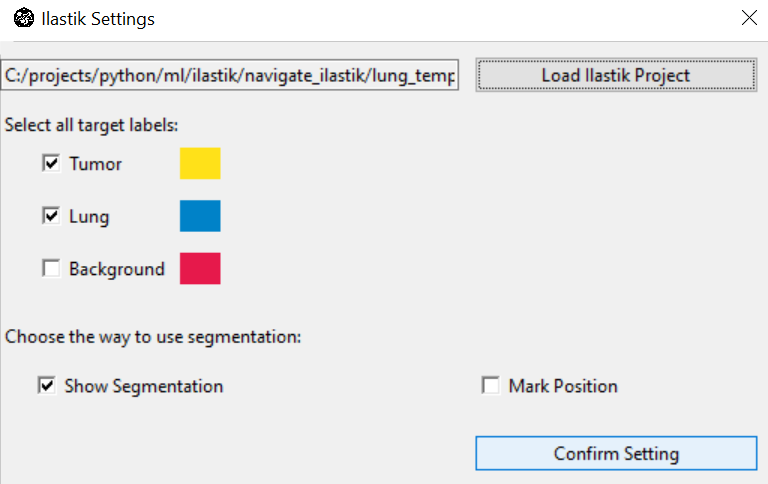 Ilastik Settings
C:/projects/python/ml/ilastik/navigate_ilastik/lung_temp
Load Ilastik Project
Select all target labels:
Tumor
Lung
Background
Choose the way to use segmentation:
Show Segmentation
Mark Position
Confirm Setting